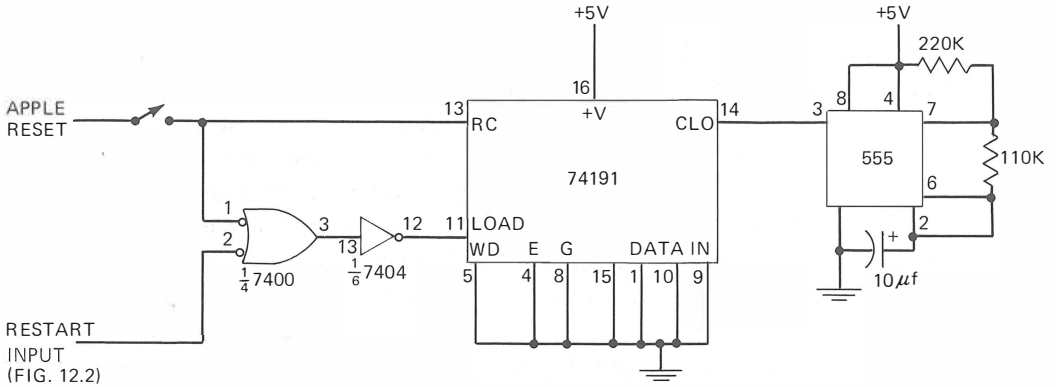 +5V
16
+V
APPLE
RESET
13
RC
CLO
14
74191
1
2
3
13
12
1/4 7400
1/6 7404
11
LOAD
WD
E
G
DATA IN
5
4
8
15
1
10
9
RESTART
INPUT
(FIG. 12.2)
+5V
220K
8
4
3
7
555
110K
6
2
+
10 µf